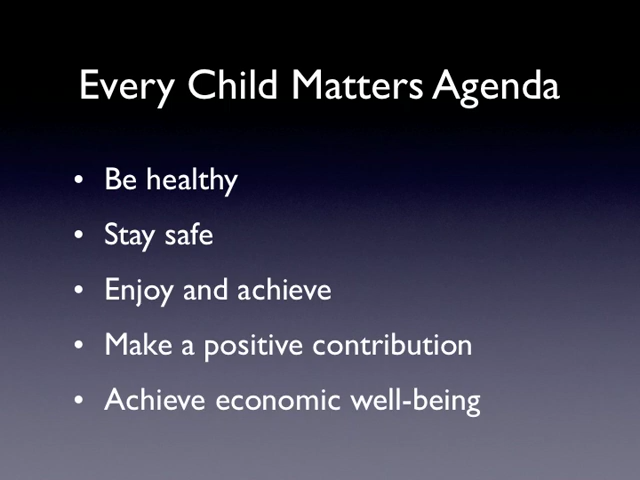 Every Child Matters Agenda
• Be healthy
• Stay safe
• Enjoy and achieve
• Make a positive contribution
• Achieve economic well-being